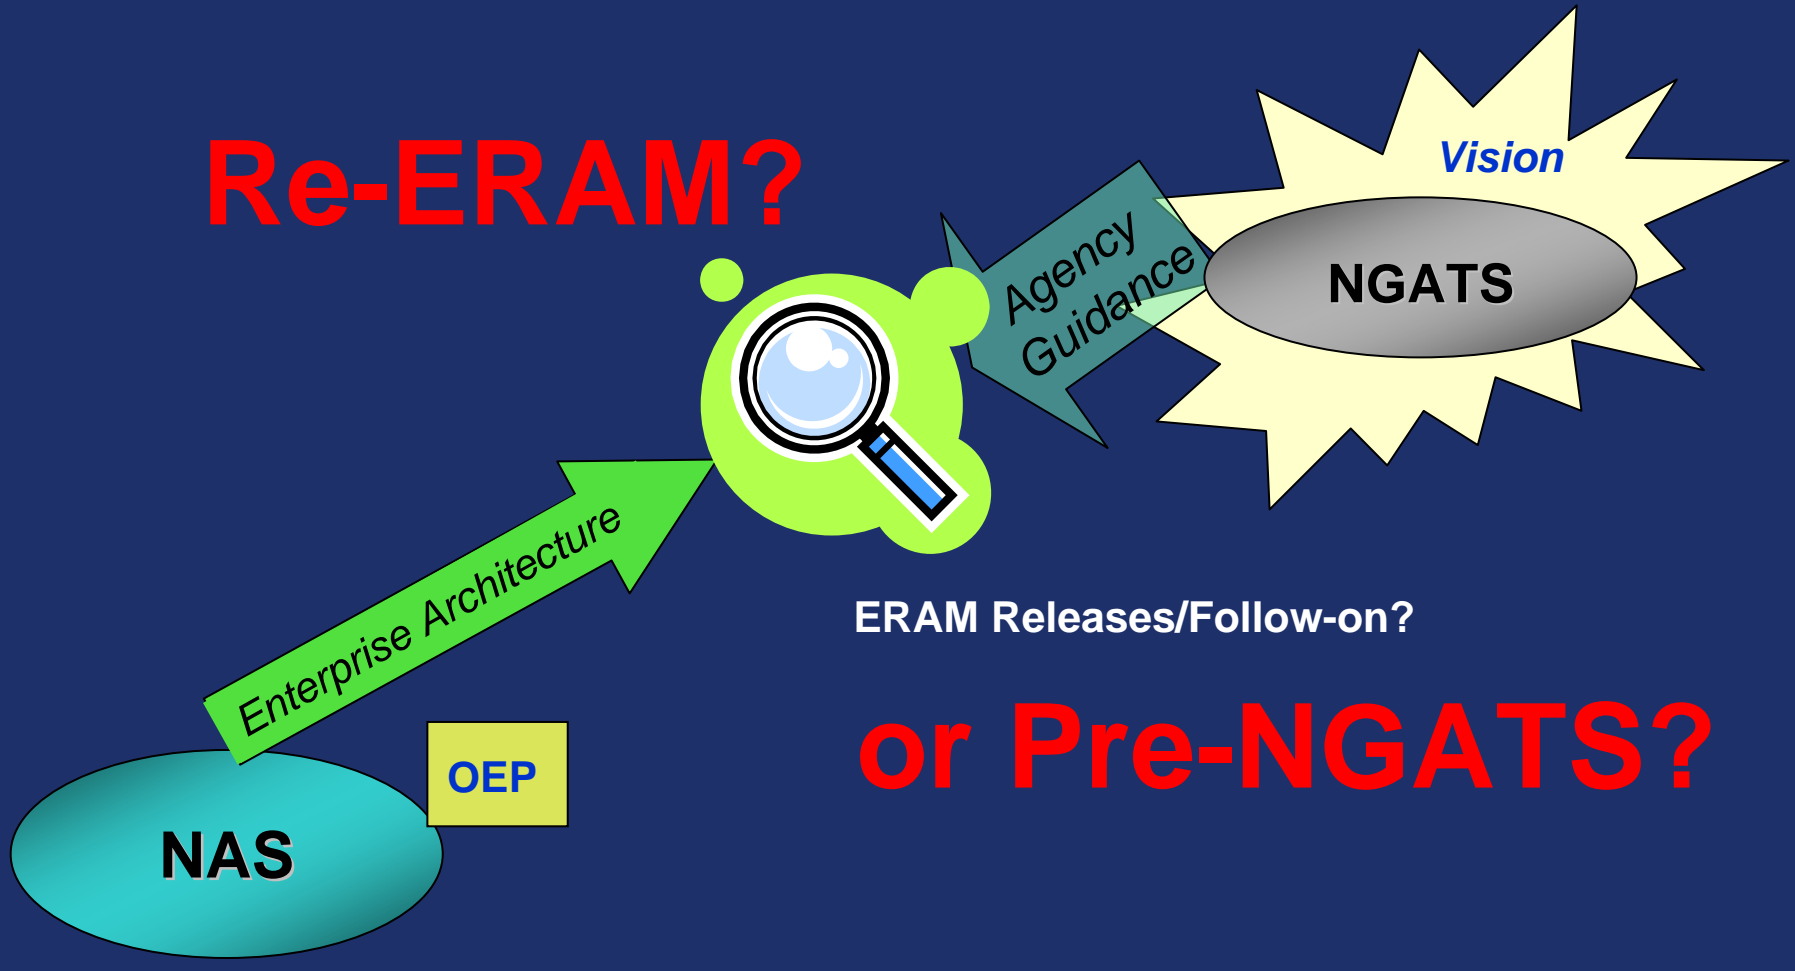 Re-ERAM?
Vision
NGATS
Agency
Guidance
Enterprise Architecture
ERAM Releases/Follow-on?
or Pre-NGATS?
OEP
NAS